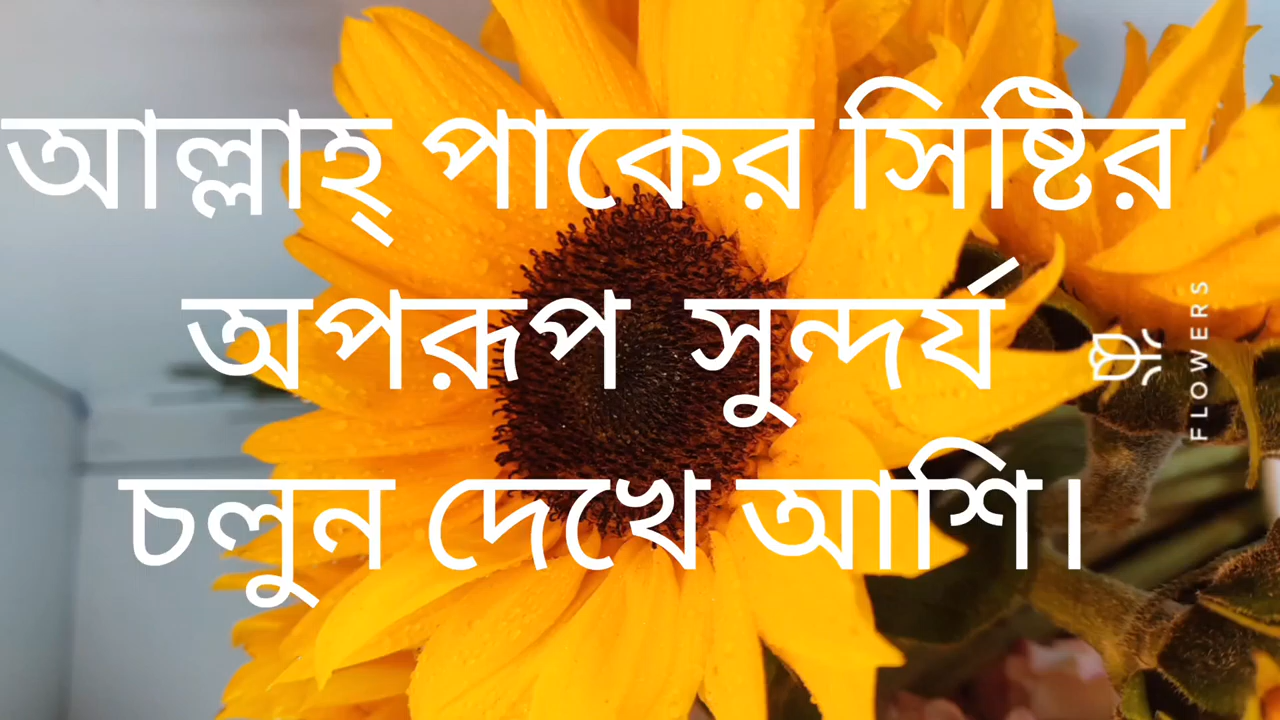 আল্লাহ্ পাকের সিষ্টির
অপরূপ সুন্দর্য
চলুন দেখে আশি।
FLOWERS